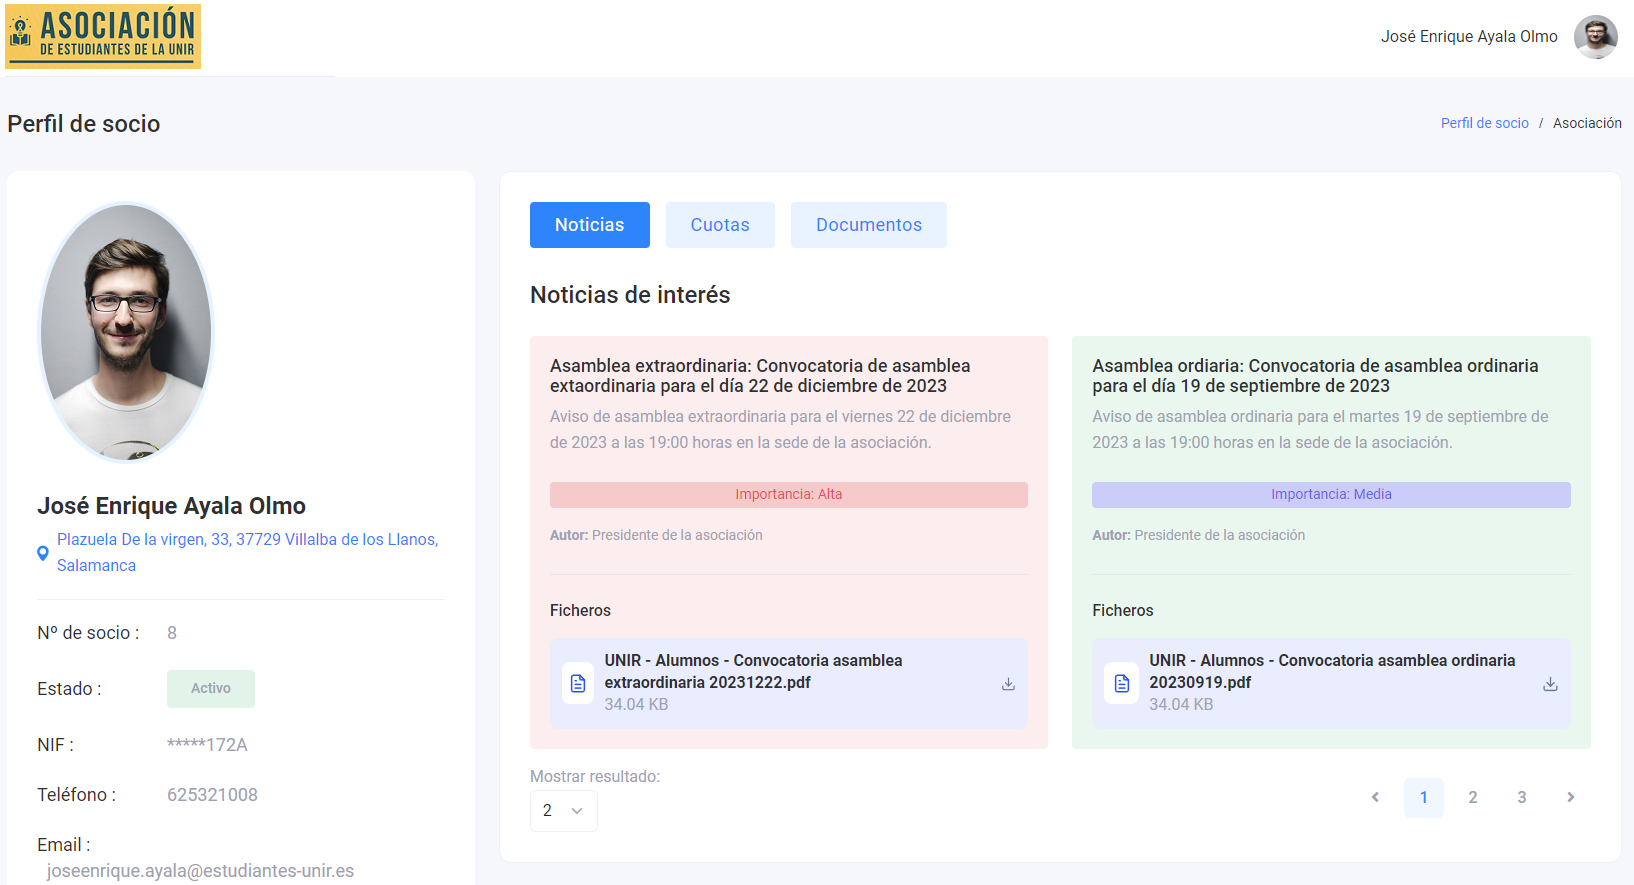 ASOCIACIÓN
DE ESTUDIANTES DE LA UNIR
José Enrique Ayala Olmo
Perfil de socio
Perfil de socio / Asociación
José Enrique Ayala Olmo
Plazuela De la virgen, 33, 37729 Villalba de los Llanos,
Salamanca
Nº de socio : 8
Estado : Activo
NIF : *****172A
Teléfono : 625321008
Email :
joseenrique.ayala@estudiantes-unir.es
Noticias Cuotas Documentos
Noticias de interés
Asamblea extraordinaria: Convocatoria de asamblea
extaordinaria para el día 22 de diciembre de 2023
Aviso de asamblea extraordinaria para el viernes 22 de diciembre
de 2023 a las 19:00 horas en la sede de la asociación.
Importancia: Alta
Autor: Presidente de la asociación
Ficheros
UNIR - Alumnos - Convocatoria asamblea
extraordinaria 20231222.pdf
34.04 KB
Asamblea ordiaria: Convocatoria de asamblea ordinaria
para el día 19 de septiembre de 2023
Aviso de asamblea ordinaria para el martes 19 de septiembre de
2023 a las 19:00 horas en la sede de la asociación.
Importancia: Media
Autor: Presidente de la asociación
Ficheros
UNIR - Alumnos - Convocatoria asamblea ordinaria
20230919.pdf
34.04 KB
Mostrar resultado:
2
1 2 3